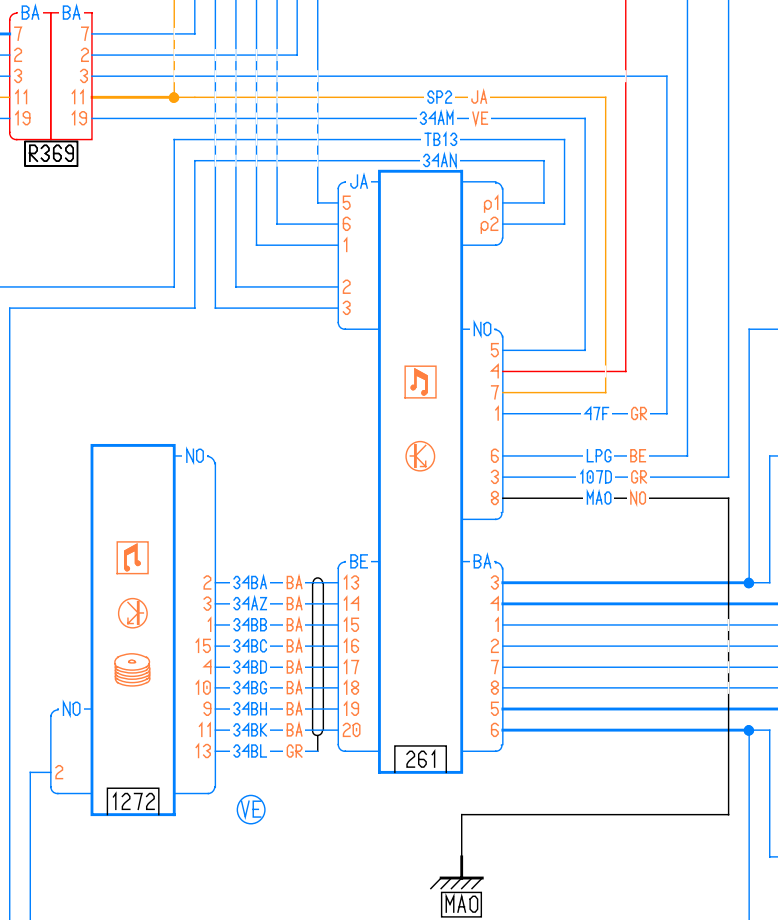 BA BA
7 7
2 2
3 3
11 11 SP2 JA
19 19 34AM VE
TB13
R369 34AN
JA
5 p1
6 p2
1
2
3
NO
5
4
7
1 47F GR
NO 6 LPG BE
3 107D GR
8 MAO NO
BE BA
2 34BA BA 13 3
3 34AZ BA 14 4
1 34BB BA 15 1
15 34BC BA 16 2
4 34BD BA 17 7
10 34BG BA 18 8
NO 9 34BH BA 19 5
11 34BK BA 20 6
13 34BL GR
261
2
1272
VE
MAO